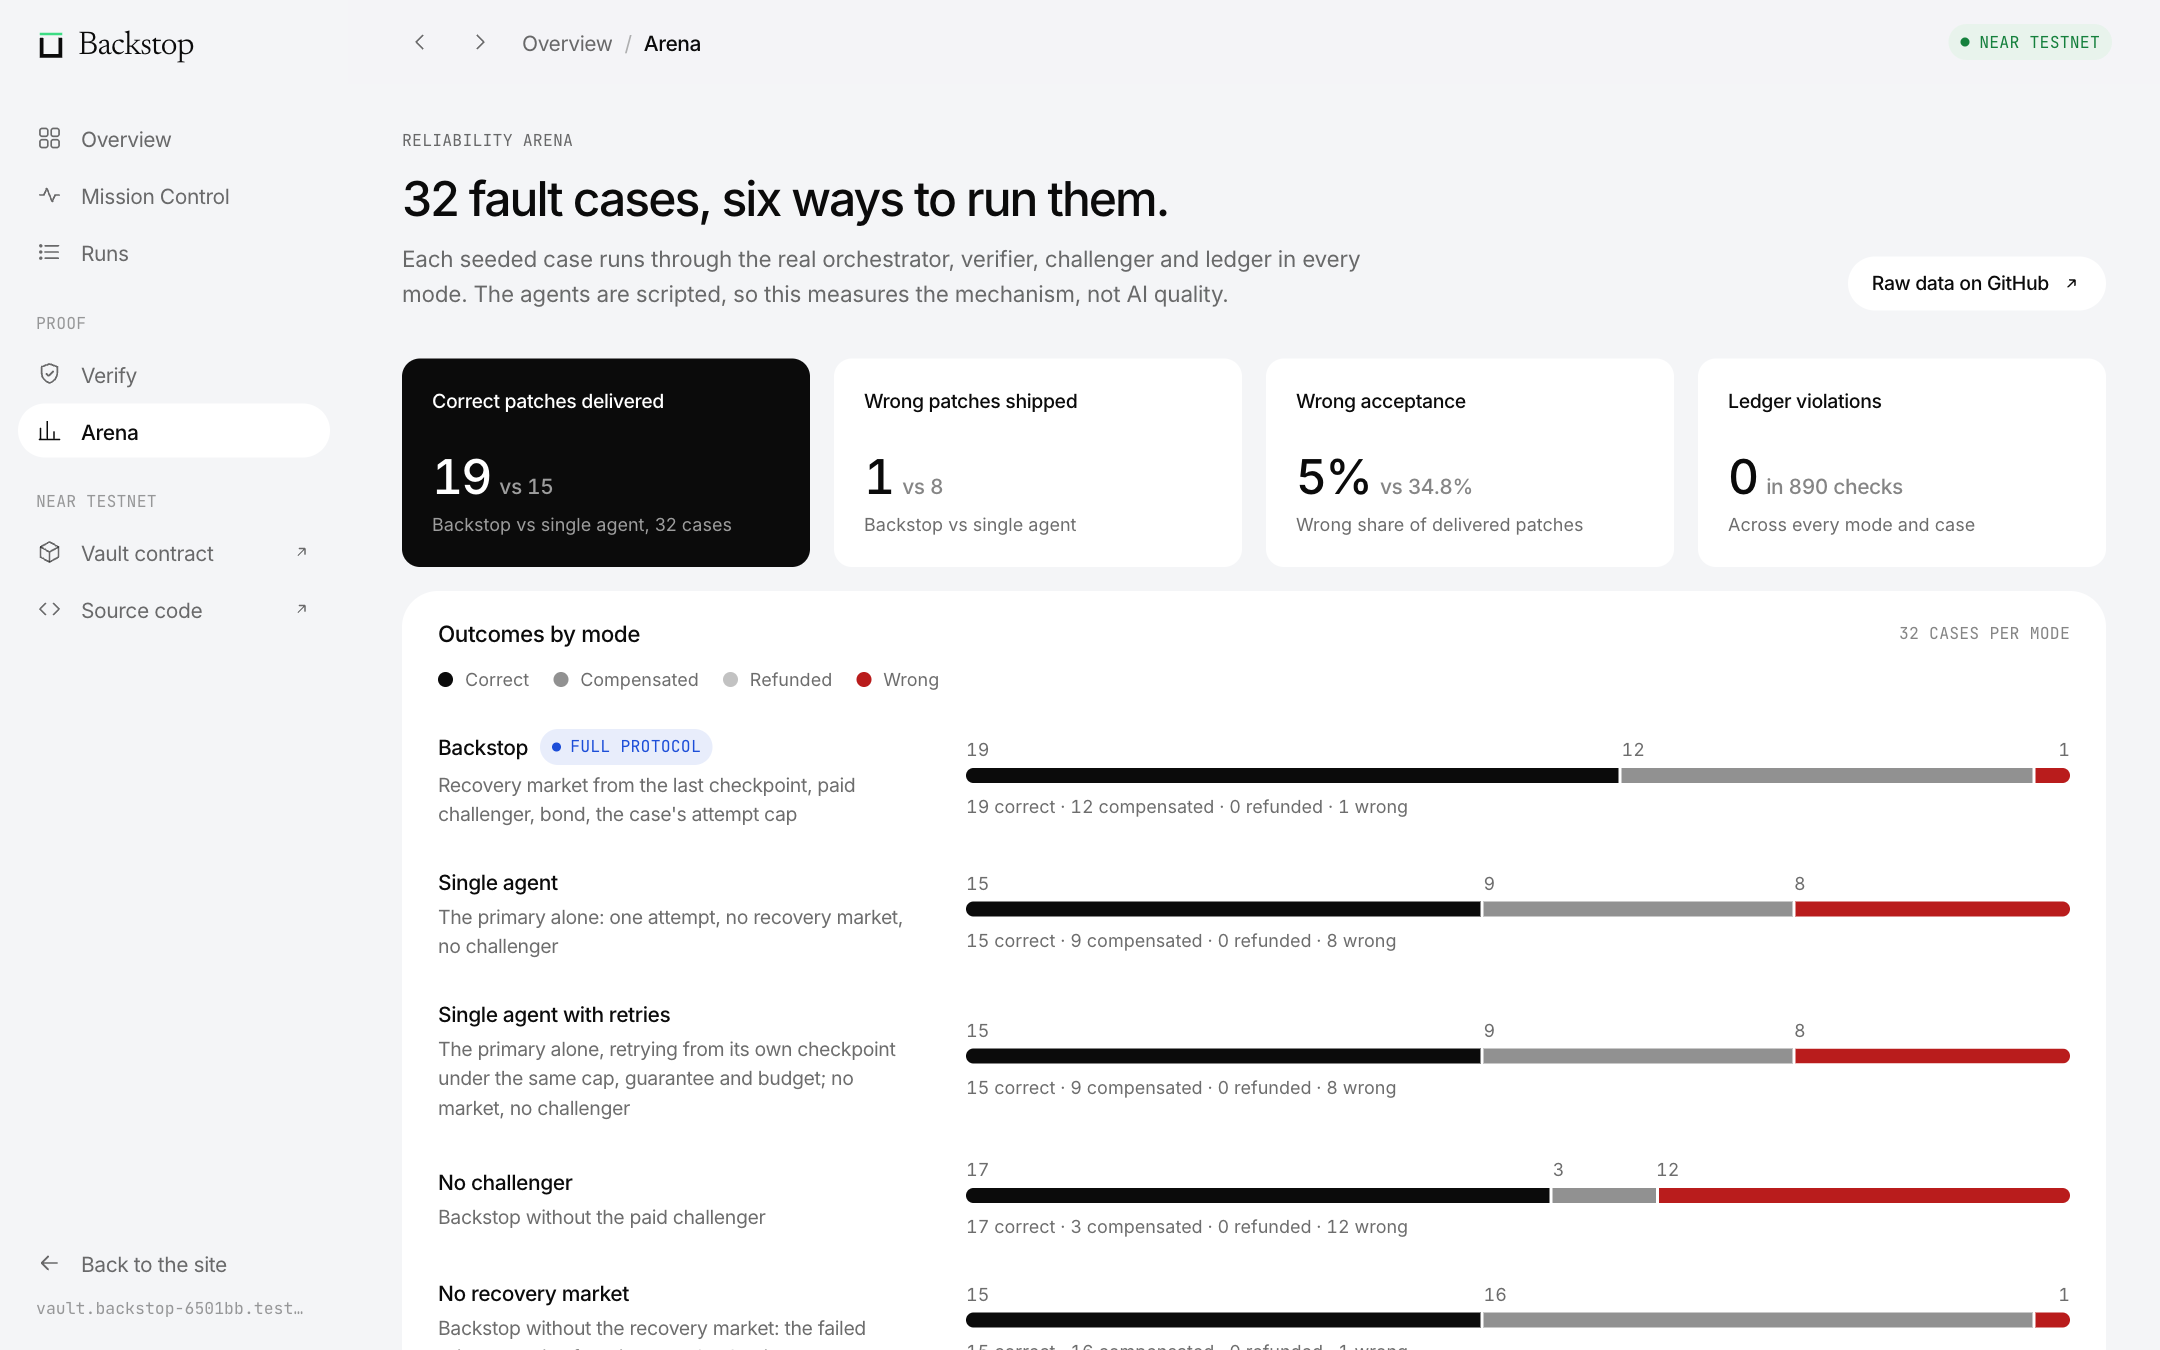 Backstop
Overview / Arena
NEAR TESTNET
Overview
Mission Control
Runs
PROOF
Verify
Arena
NEAR TESTNET
Vault contract
Source code
Back to the site
vault.backstop-6501bb.test…
RELIABILITY ARENA
32 fault cases, six ways to run them.
Each seeded case runs through the real orchestrator, verifier, challenger and ledger in every
mode. The agents are scripted, so this measures the mechanism, not AI quality.
Raw data on GitHub
Correct patches delivered
19 vs 15
Backstop vs single agent, 32 cases
Wrong patches shipped
1 vs 8
Backstop vs single agent
Wrong acceptance
5% vs 34.8%
Wrong share of delivered patches
Ledger violations
0 in 890 checks
Across every mode and case
Outcomes by mode
32 CASES PER MODE
Correct Compensated Refunded Wrong
Backstop FULL PROTOCOL
Recovery market from the last checkpoint, paid
challenger, bond, the case's attempt cap
19 12 1
19 correct · 12 compensated · 0 refunded · 1 wrong
Single agent
The primary alone: one attempt, no recovery market,
no challenger
15 9 8
15 correct · 9 compensated · 0 refunded · 8 wrong
Single agent with retries
The primary alone, retrying from its own checkpoint
under the same cap, guarantee and budget; no
market, no challenger
15 9 8
15 correct · 9 compensated · 0 refunded · 8 wrong
No challenger
Backstop without the paid challenger
17 3 12
17 correct · 3 compensated · 0 refunded · 12 wrong
No recovery market
Backstop without the recovery market: the failed
15 16 1
15 correct · 16 compensated · 0 refunded · 1 wrong